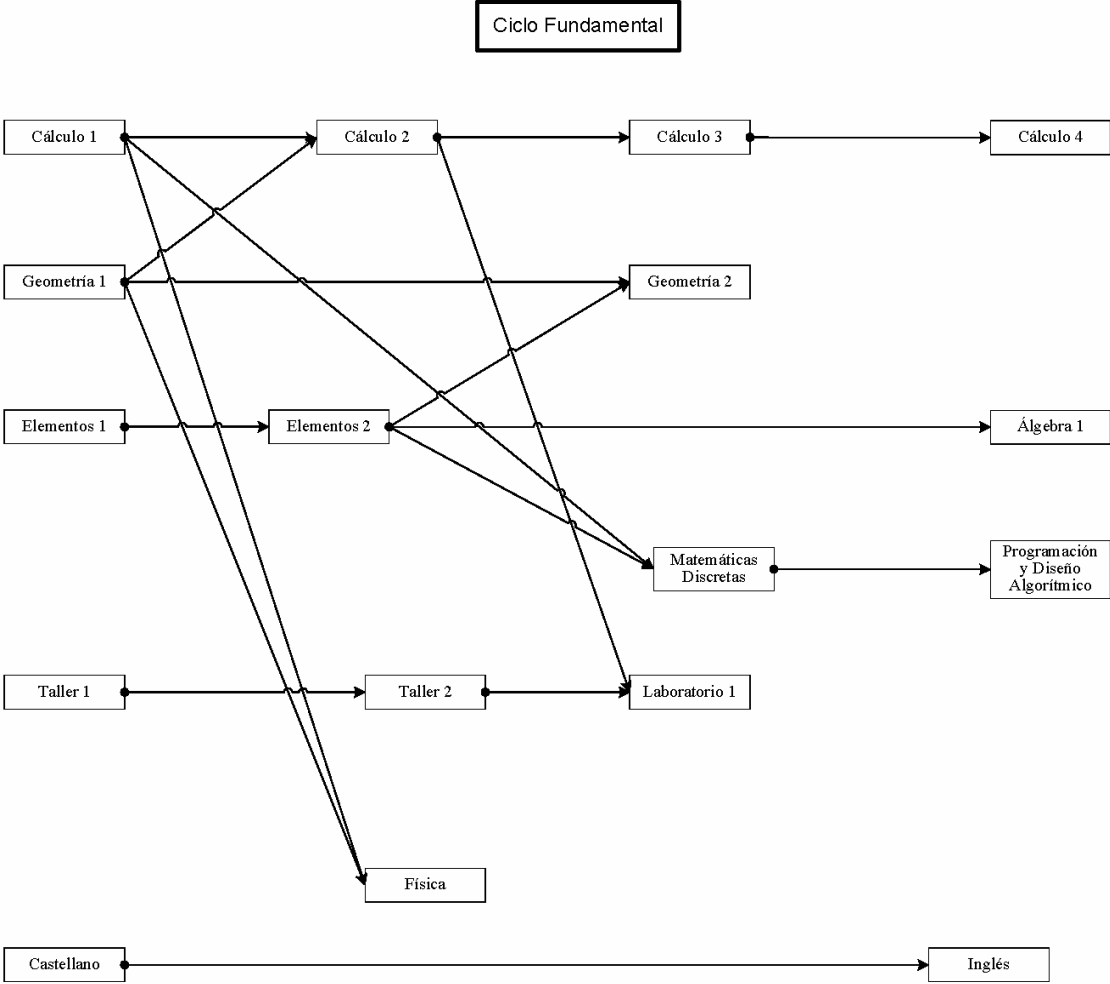 Ciclo Fundamental
Cálculo 1
Cálculo 2
Cálculo 3
Cálculo 4
Geometría 1
Geometría 2
Elementos 1
Elementos 2
Álgebra 1
Matemáticas
Discretas
Programación
y Diseño
Algorítmico
Taller 1
Taller 2
Laboratorio 1
Física
Castellano
Inglés